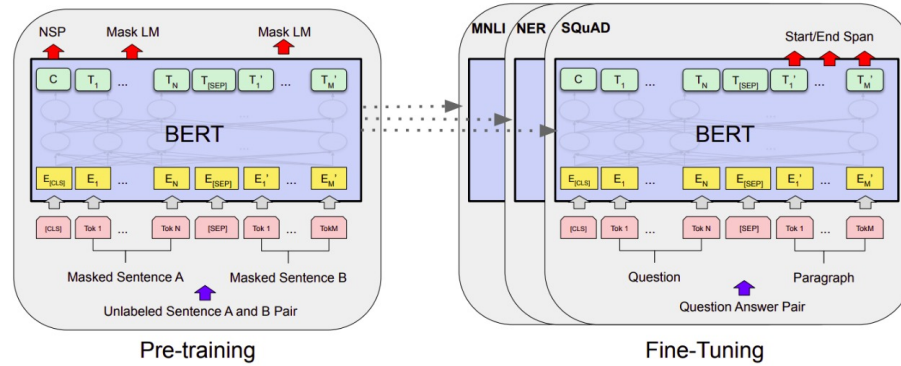 NSP Mask LM Mask LM
C T1 ... TN T[SEP] T1' ... TM'
BERT
E[CLS] E1 ... EN E[SEP] E1' ... EM'
[CLS] Tok 1 ... Tok N [SEP] Tok 1 ... TokM
Masked Sentence A Masked Sentence B
Unlabeled Sentence A and B Pair
Pre-training
MNLI NER SQuAD
Start/End Span
C T1 ... TN T[SEP] T1' ... TM'
BERT
E[CLS] E1 ... EN E[SEP] E1' ... EM'
[CLS] Tok 1 ... Tok N [SEP] Tok 1 ... TokM
Question Paragraph
Question Answer Pair
Fine-Tuning